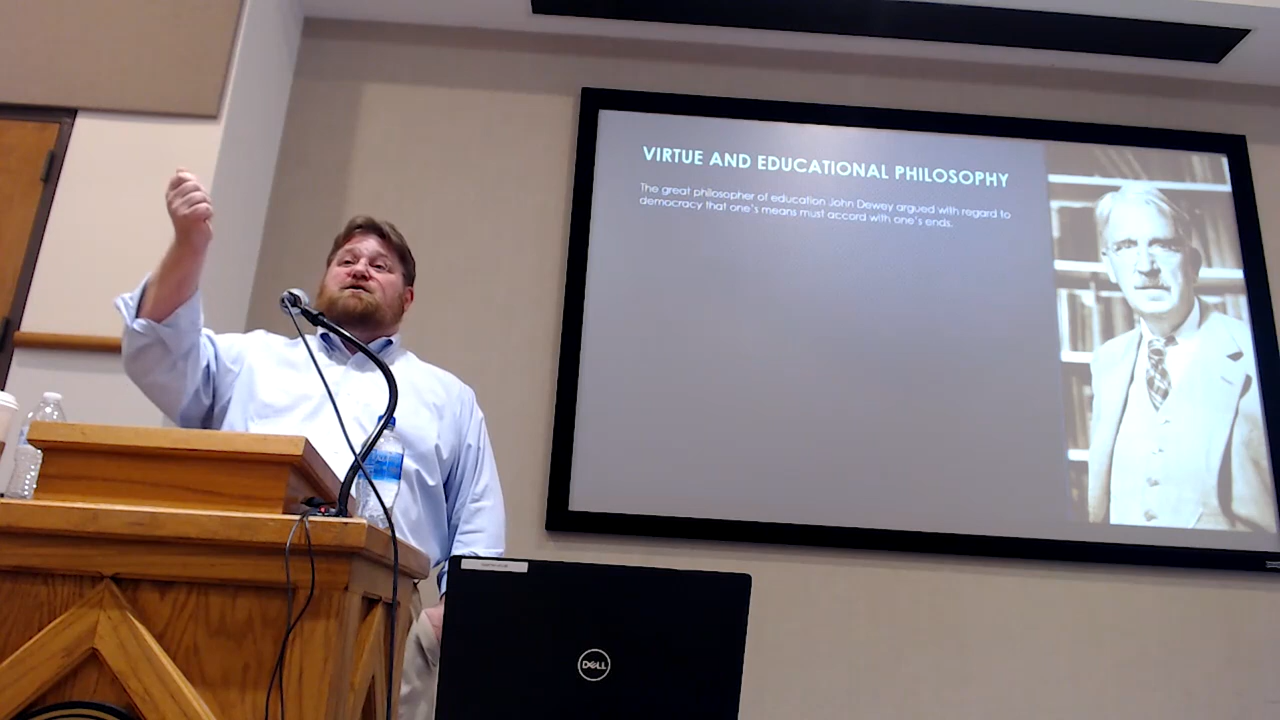 VIRTUE AND EDUCATIONAL PHILOSOPHY
The great philosopher of education John Dewey argued with regard to
democracy that one's means must accord with one's ends.
DELL